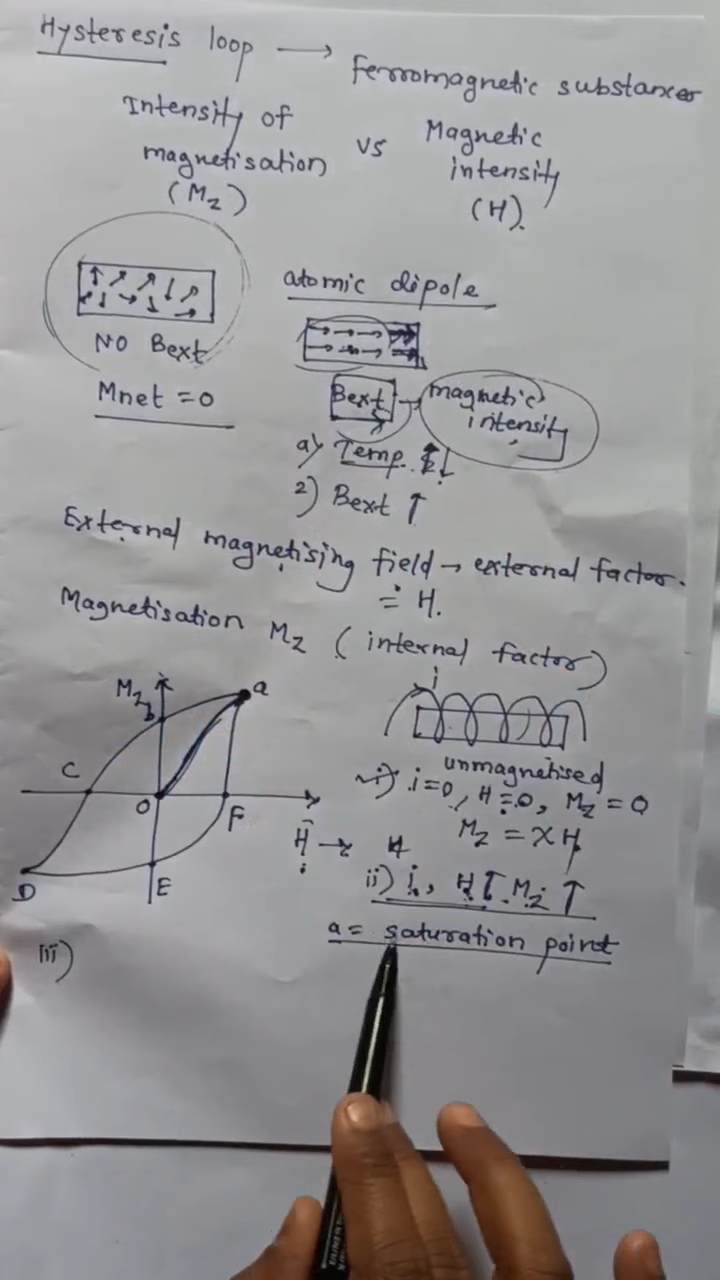 Hysteresis loop → Ferromagnetic substances
Intensity of magnetisation (Mz) vs Magnetic intensity (H).
NO Bext
Mnet = 0
atomic dipole
Bext → magnetic intensity
a) Temp. ↓
2) Bext ↑
External magnetising field → external factor.
= H.
Magnetisation Mz (internal factor)
Mz
b
a
C
O
F
H →
D
E
i
unmagnetised
i) i=0, H=0, Mz=0
Mz = χH
ii) i, H↑ Mz ↑
a = saturation point
iii)